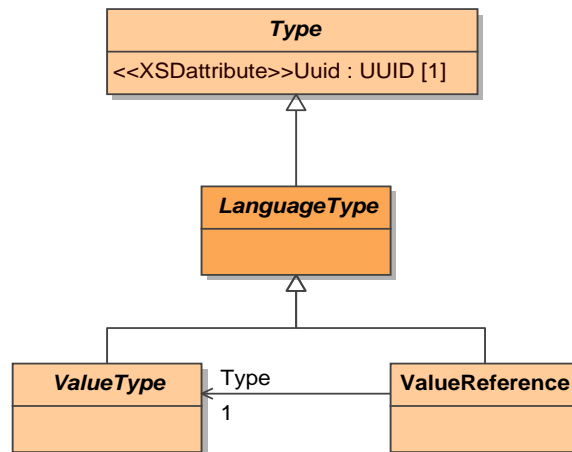 Type
<<XSDattribute>>Uuid : UUID [1]
LanguageType
ValueType
Type
1
ValueReference